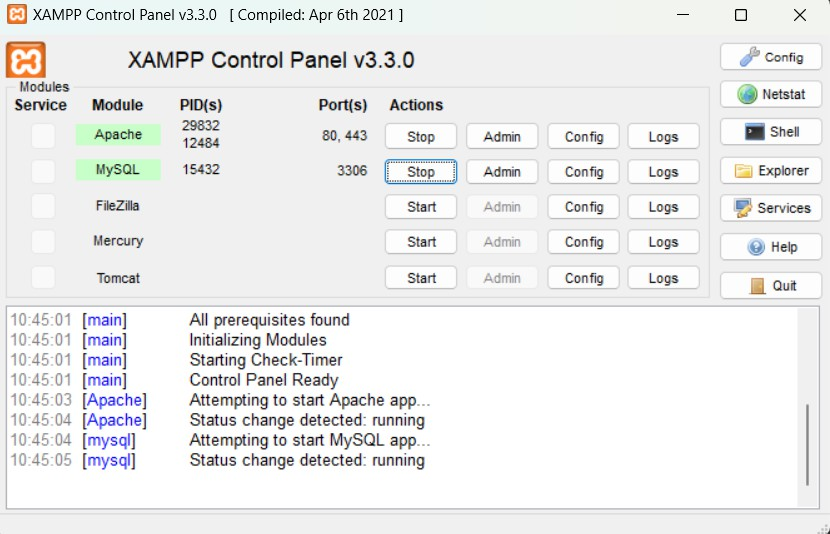 XAMPP Control Panel v3.3.0 [ Compiled: Apr 6th 2021 ]
XAMPP Control Panel v3.3.0
Config
Modules
Service Module PID(s) Port(s) Actions
Netstat
Apache 29832 12484 80, 443 Stop Admin Config Logs
Shell
MySQL 15432 3306 Stop Admin Config Logs
Explorer
FileZilla Start Admin Config Logs
Services
Mercury Start Admin Config Logs
Help
Tomcat Start Admin Config Logs
Quit
10:45:01 [main] All prerequisites found
10:45:01 [main] Initializing Modules
10:45:01 [main] Starting Check-Timer
10:45:01 [main] Control Panel Ready
10:45:03 [Apache] Attempting to start Apache app...
10:45:04 [Apache] Status change detected: running
10:45:04 [mysql] Attempting to start MySQL app...
10:45:05 [mysql] Status change detected: running